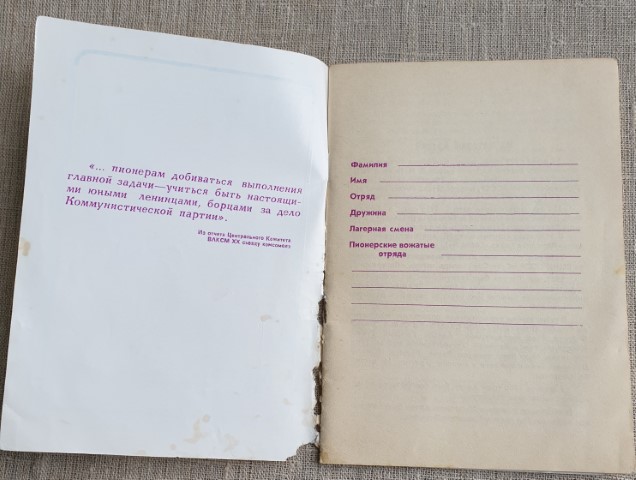 «... пионерам добиваться выполнения
главной задачи—учиться быть настоящи-
ми юными ленинцами, борцами за дело
Коммунистической партии».
Из отчета Центрального Комитета
ВЛКСМ XX съезду комсомола
Фамилия
Имя
Отряд
Дружина
Лагерная смена
Пионерские вожатые
отряда